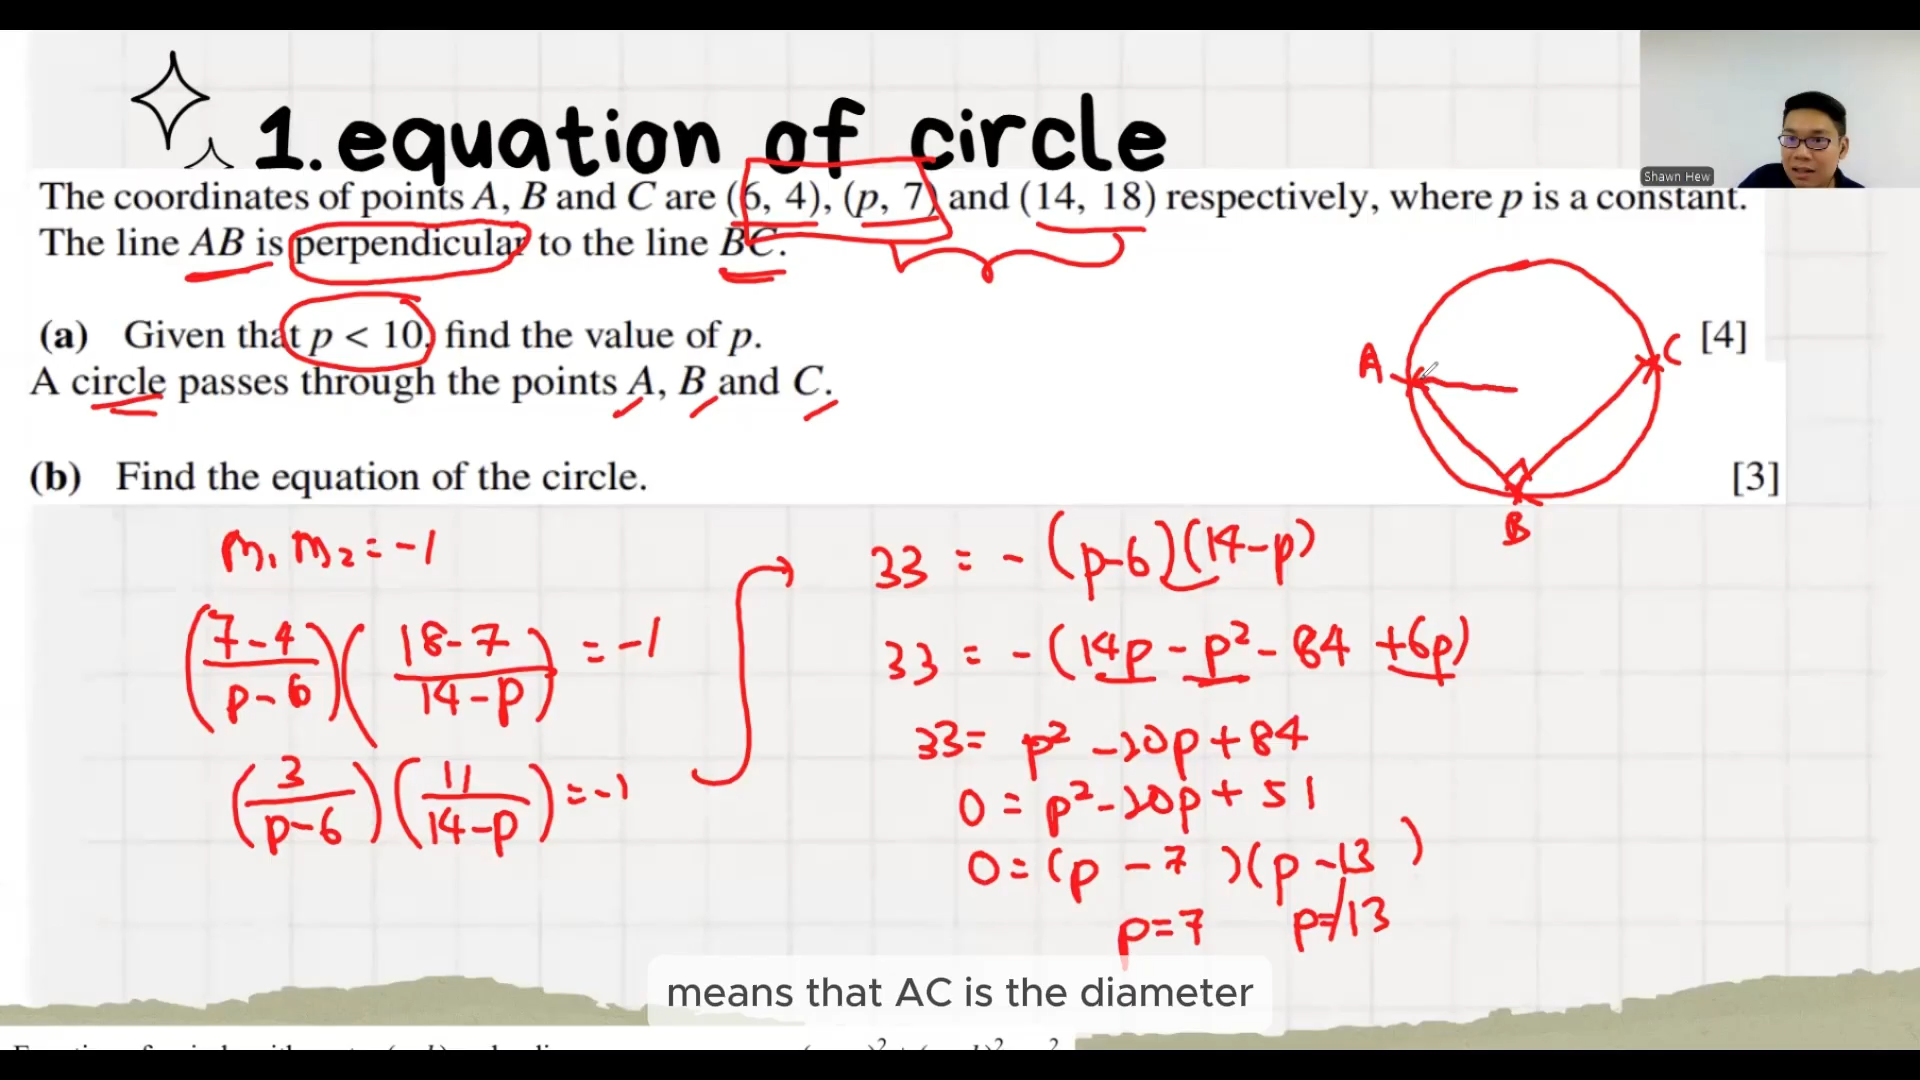 1. equation of circle
Shawn Hew
The coordinates of points A, B and C are (6, 4), (p, 7) and (14, 18) respectively, where p is a constant.
The line AB is perpendicular to the line BC.
(a) Given that p < 10, find the value of p. [4]
A circle passes through the points A, B and C.
(b) Find the equation of the circle. [3]
A
C
B
m₁ m₂ = -1
(7-4/p-6)(18-7/14-p) = -1
(3/p-6)(11/14-p) = -1
33 = -(p-6)(14-p)
33 = -(14p - p² - 84 + 6p)
33 = p² - 20p + 84
0 = p² - 20p + 51
0 = (p - 7)(p - 13)
p = 7 p = 13
means that AC is the diameter